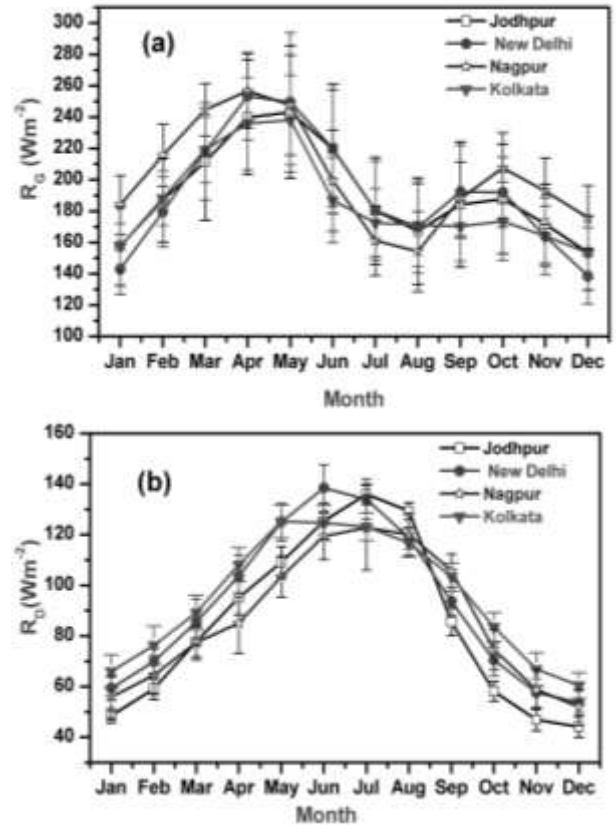 (a)
Jodhpur
New Delhi
Nagpur
Kolkata
R_G (Wm⁻²)
300
280
260
240
220
200
180
160
140
120
100
Jan Feb Mar Apr May Jun Jul Aug Sep Oct Nov Dec
Month
(b)
Jodhpur
New Delhi
Nagpur
Kolkata
R_D (Wm⁻²)
160
140
120
100
80
60
40
Jan Feb Mar Apr May Jun Jul Aug Sep Oct Nov Dec
Month